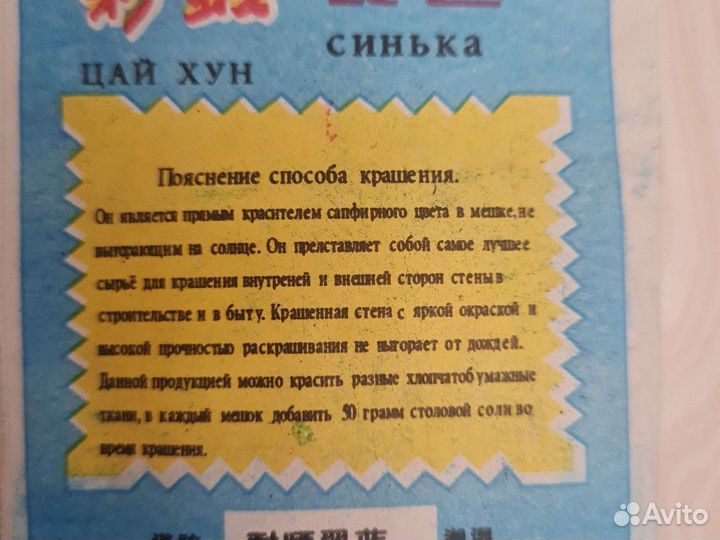 彩虹
синька
ЦАЙ ХУН
Пояснение способа крашения.
Он является прямым красителем сапфирного цвета в мешке, не
выгорающим на солнце. Он представляет собой самое лучшее
сырьё для крашения внутреней и внешней сторон стены в
строительстве и в быту. Крашенная стена с яркой окраской и
высокой прочностью раскрашивания не выгорает от дождей.
Данной продукцией можно красить разные хлопчатобумажные
ткани, в каждый мешок добавить 50 грамм столовой соли во
время крашения.
Avito